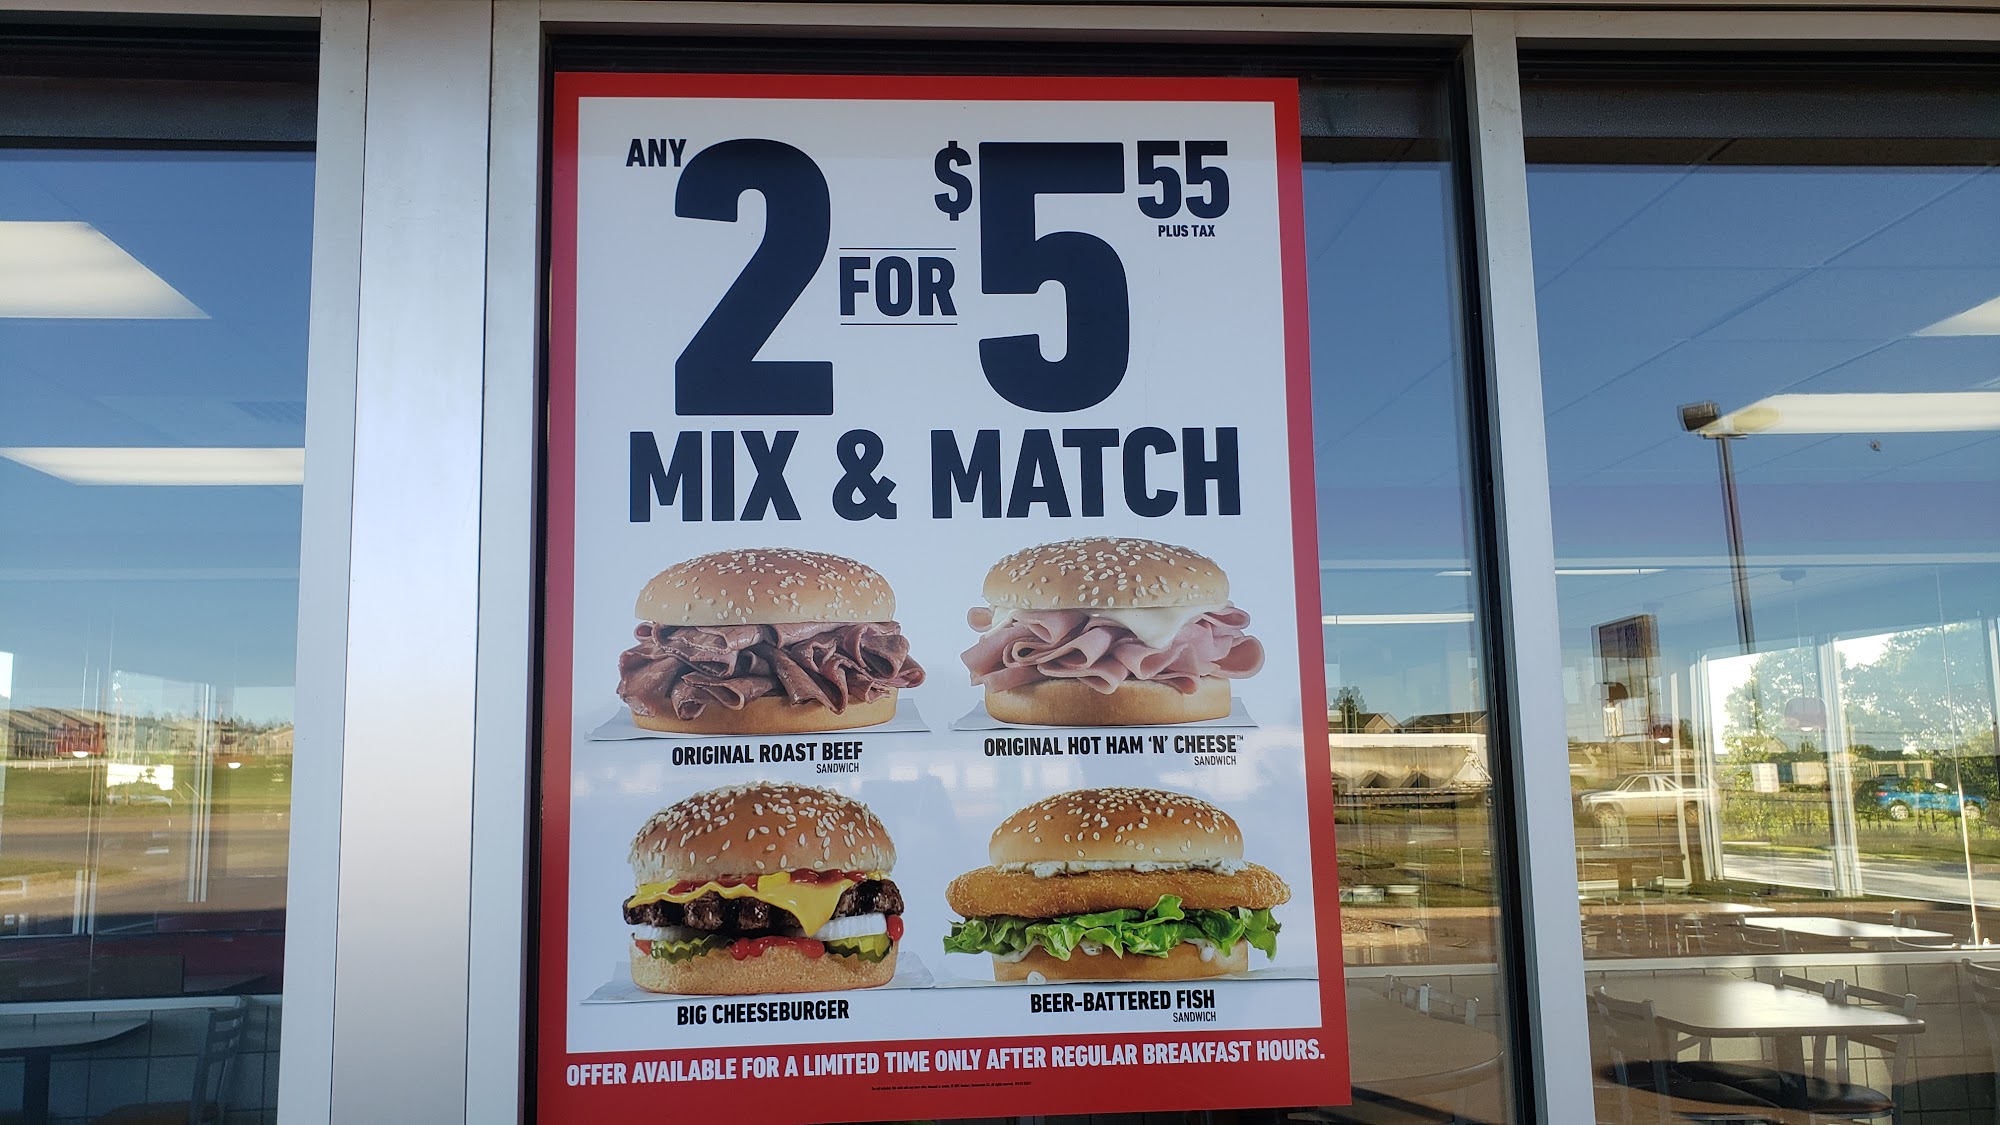 ANY 2 FOR $5 55
PLUS TAX
MIX & MATCH
ORIGINAL ROAST BEEF
SANDWICH
ORIGINAL HOT HAM 'N' CHEESE™
SANDWICH
BIG CHEESEBURGER
BEER-BATTERED FISH
SANDWICH
OFFER AVAILABLE FOR A LIMITED TIME ONLY AFTER REGULAR BREAKFAST HOURS.